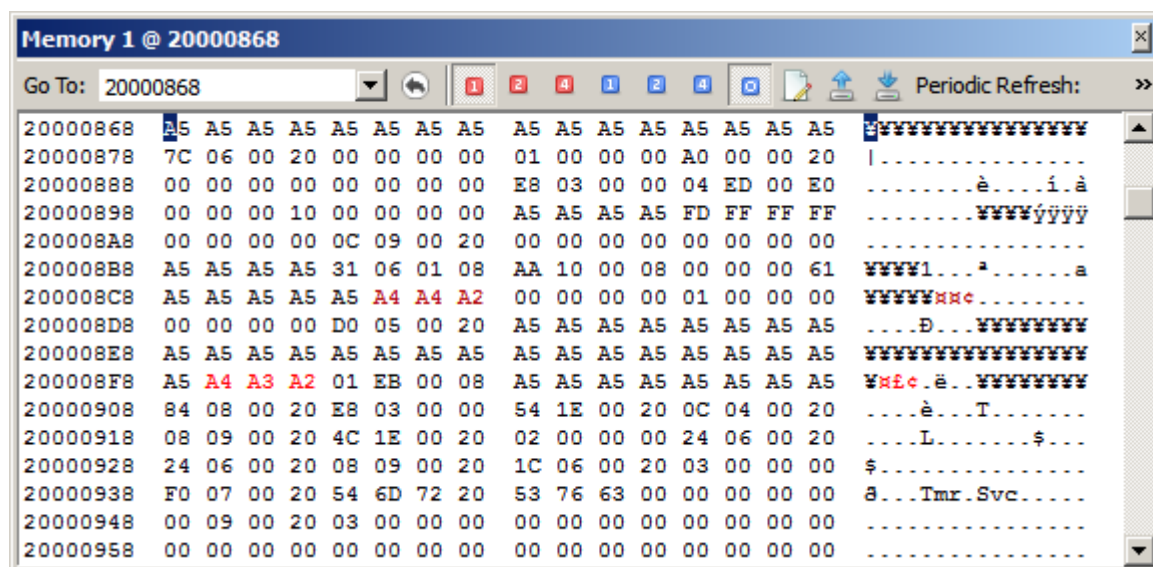 Memory 1 @ 20000868
Go To: 20000868 1 2 4 1 2 4 Periodic Refresh: »
20000868 A5 A5 A5 A5 A5 A5 A5 A5 A5 A5 A5 A5 A5 A5 A5 A5 ¥¥¥¥¥¥¥¥¥¥¥¥¥¥¥¥
20000878 7C 06 00 20 00 00 00 00 01 00 00 00 A0 00 00 20 |...............
20000888 00 00 00 00 00 00 00 00 E8 03 00 00 04 ED 00 E0 ........è....í.à
20000898 00 00 00 10 00 00 00 00 A5 A5 A5 A5 FD FF FF FF ........¥¥¥¥ýÿÿÿ
200008A8 00 00 00 00 0C 09 00 20 00 00 00 00 00 00 00 00 ................
200008B8 A5 A5 A5 A5 31 06 01 08 AA 10 00 08 00 00 00 61 ¥¥¥¥1...ª......a
200008C8 A5 A5 A5 A5 A5 A4 A4 A2 00 00 00 00 01 00 00 00 ¥¥¥¥¥¤¤¢........
200008D8 00 00 00 00 D0 05 00 20 A5 A5 A5 A5 A5 A5 A5 A5 ....Ð...¥¥¥¥¥¥¥¥
200008E8 A5 A5 A5 A5 A5 A5 A5 A5 A5 A5 A5 A5 A5 A5 A5 A5 ¥¥¥¥¥¥¥¥¥¥¥¥¥¥¥¥
200008F8 A5 A4 A3 A2 01 EB 00 08 A5 A5 A5 A5 A5 A5 A5 A5 ¥¤£¢.ë..¥¥¥¥¥¥¥¥
20000908 84 08 00 20 E8 03 00 00 54 1E 00 20 0C 04 00 20 ....è...T.......
20000918 08 09 00 20 4C 1E 00 20 02 00 00 00 24 06 00 20 ....L.......$...
20000928 24 06 00 20 08 09 00 20 1C 06 00 20 03 00 00 00 $...............
20000938 F0 07 00 20 54 6D 72 20 53 76 63 00 00 00 00 00 ð...Tmr.Svc.....
20000948 00 09 00 20 03 00 00 00 00 00 00 00 00 00 00 00 ................
20000958 00 00 00 00 00 00 00 00 00 00 00 00 00 00 00 00 ................